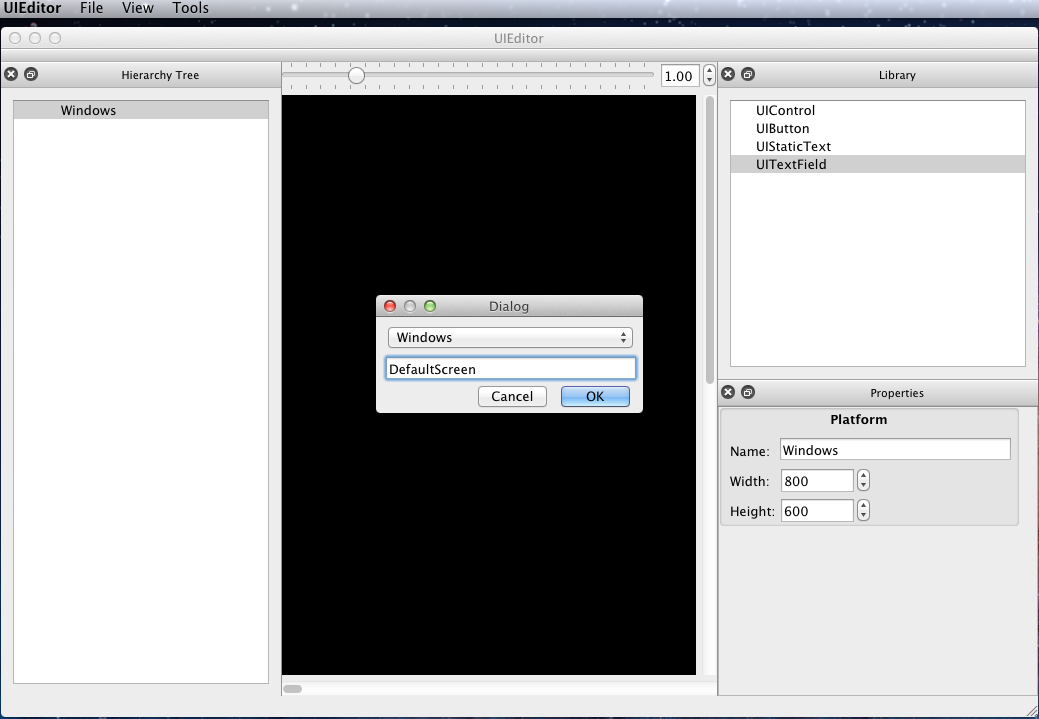 UIEditor File View Tools
UIEditor
Hierarchy Tree
Windows
1.00
Library
UIControl
UIButton
UIStaticText
UITextField
Dialog
Windows
DefaultScreen
Cancel OK
Properties
Platform
Name: Windows
Width: 800
Height: 600